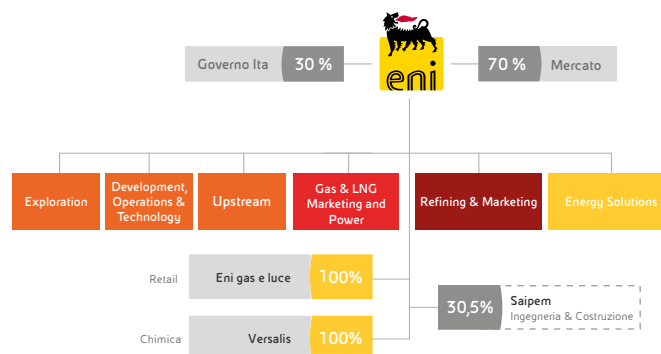 Governo Ita 30 %
eni
70 % Mercato
Exploration
Development,
Operations &
Technology
Upstream
Gas & LNG
Marketing and
Power
Refining & Marketing
Energy Solutions
Retail Eni gas e luce 100%
30,5% Saipem
Ingegneria & Costruzione
Chimica Versalis 100%